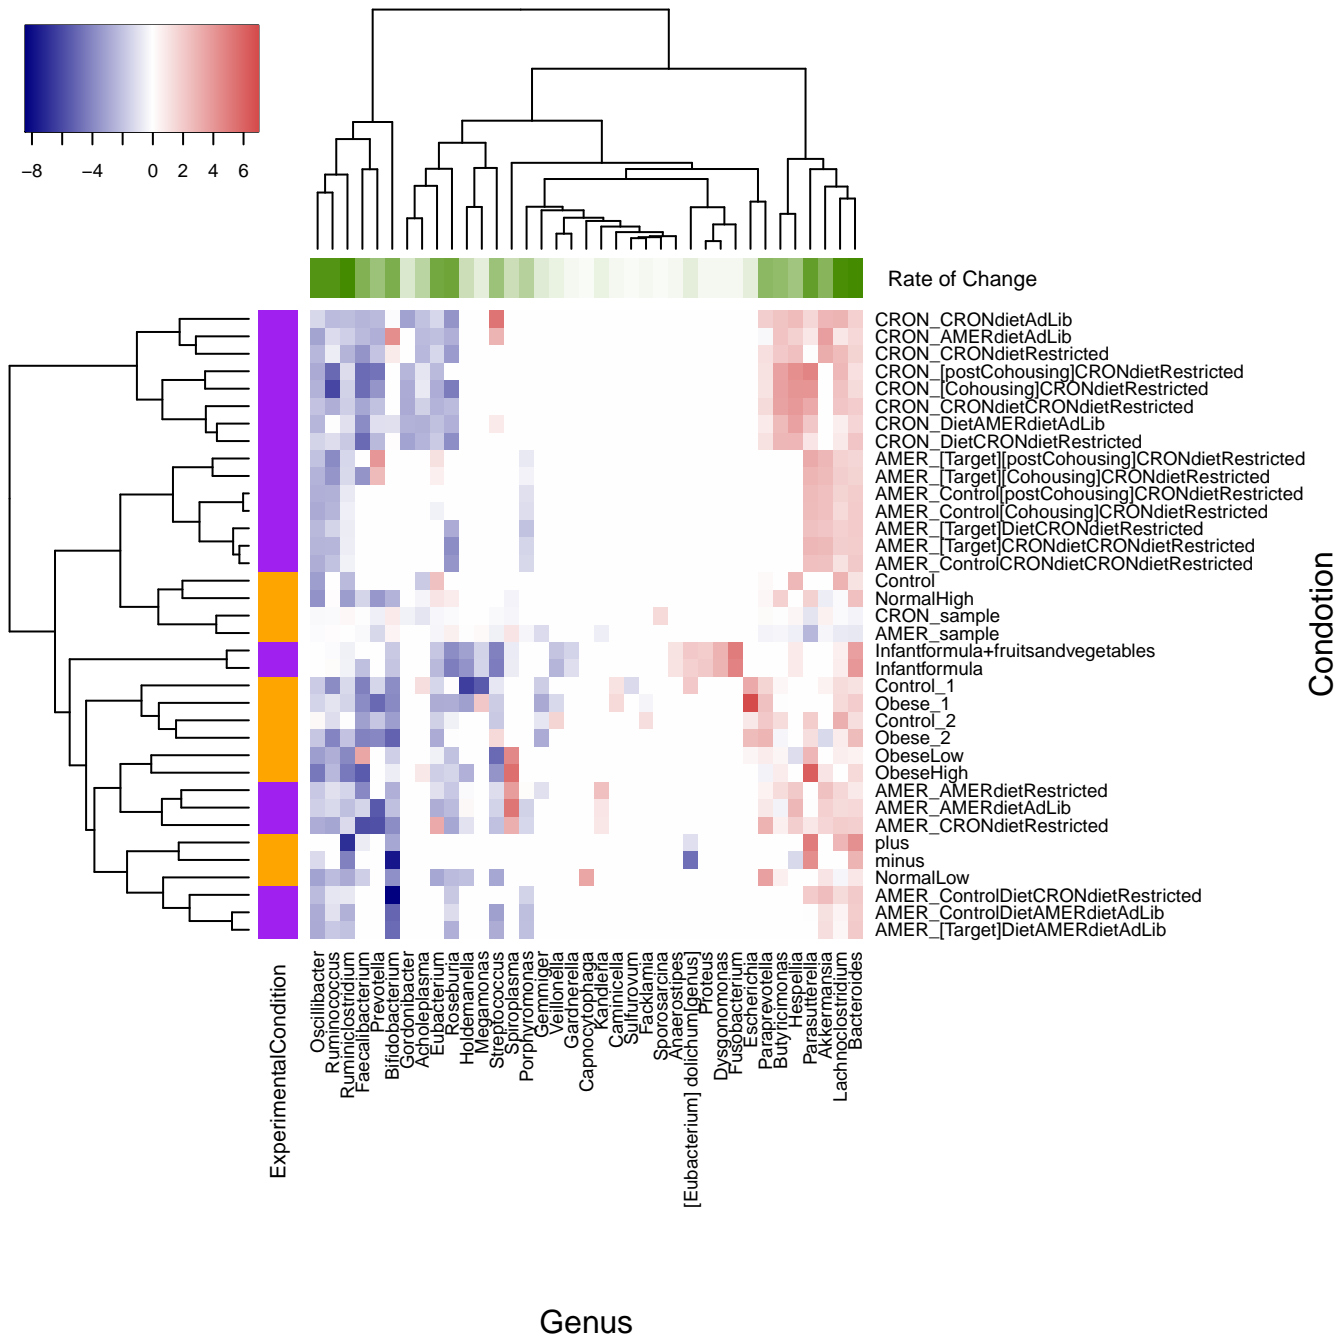 −8 −4 0 2 4 6
Rate of Change
CRON_CRONdietAdLib
CRON_AMERdietAdLib
CRON_CRONdietRestricted
CRON_[postCohousing]CRONdietRestricted
CRON_[Cohousing]CRONdietRestricted
CRON_CRONdietCRONdietRestricted
CRON_DietAMERdietAdLib
CRON_DietCRONdietRestricted
AMER_[Target][postCohousing]CRONdietRestricted
AMER_[Target][Cohousing]CRONdietRestricted
AMER_Control[postCohousing]CRONdietRestricted
AMER_Control[Cohousing]CRONdietRestricted
AMER_[Target]DietCRONdietRestricted
AMER_[Target]CRONdietCRONdietRestricted
AMER_ControlCRONdietCRONdietRestricted
Control
NormalHigh
CRON_sample
AMER_sample
Infantformula+fruitsandvegetables
Infantformula
Control_1
Obese_1
Control_2
Obese_2
ObeseLow
ObeseHigh
AMER_AMERdietRestricted
AMER_AMERdietAdLib
AMER_CRONdietRestricted
plus
minus
NormalLow
AMER_ControlDietCRONdietRestricted
AMER_ControlDietAMERdietAdLib
AMER_[Target]DietAMERdietAdLib
Condotion
ExperimentalCondition
Oscillibacter
Ruminococcus
Ruminiclostridium
Faecalibacterium
Prevotella
Bifidobacterium
Gordonibacter
Acholeplasma
Eubacterium
Roseburia
Holdemanella
Megamonas
Streptococcus
Spiroplasma
Porphyromonas
Gemmiger
Veillonella
Gardnerella
Capnocytophaga
Kandleria
Caminicella
Sulfurovum
Facklamia
Sporosarcina
Anaerostipes
[Eubacterium] dolichum[genus]
Proteus
Dysgonomonas
Fusobacterium
Escherichia
Paraprevotella
Butyricimonas
Hespellia
Parasutterella
Akkermansia
Lachnoclostridium
Bacteroides
Genus